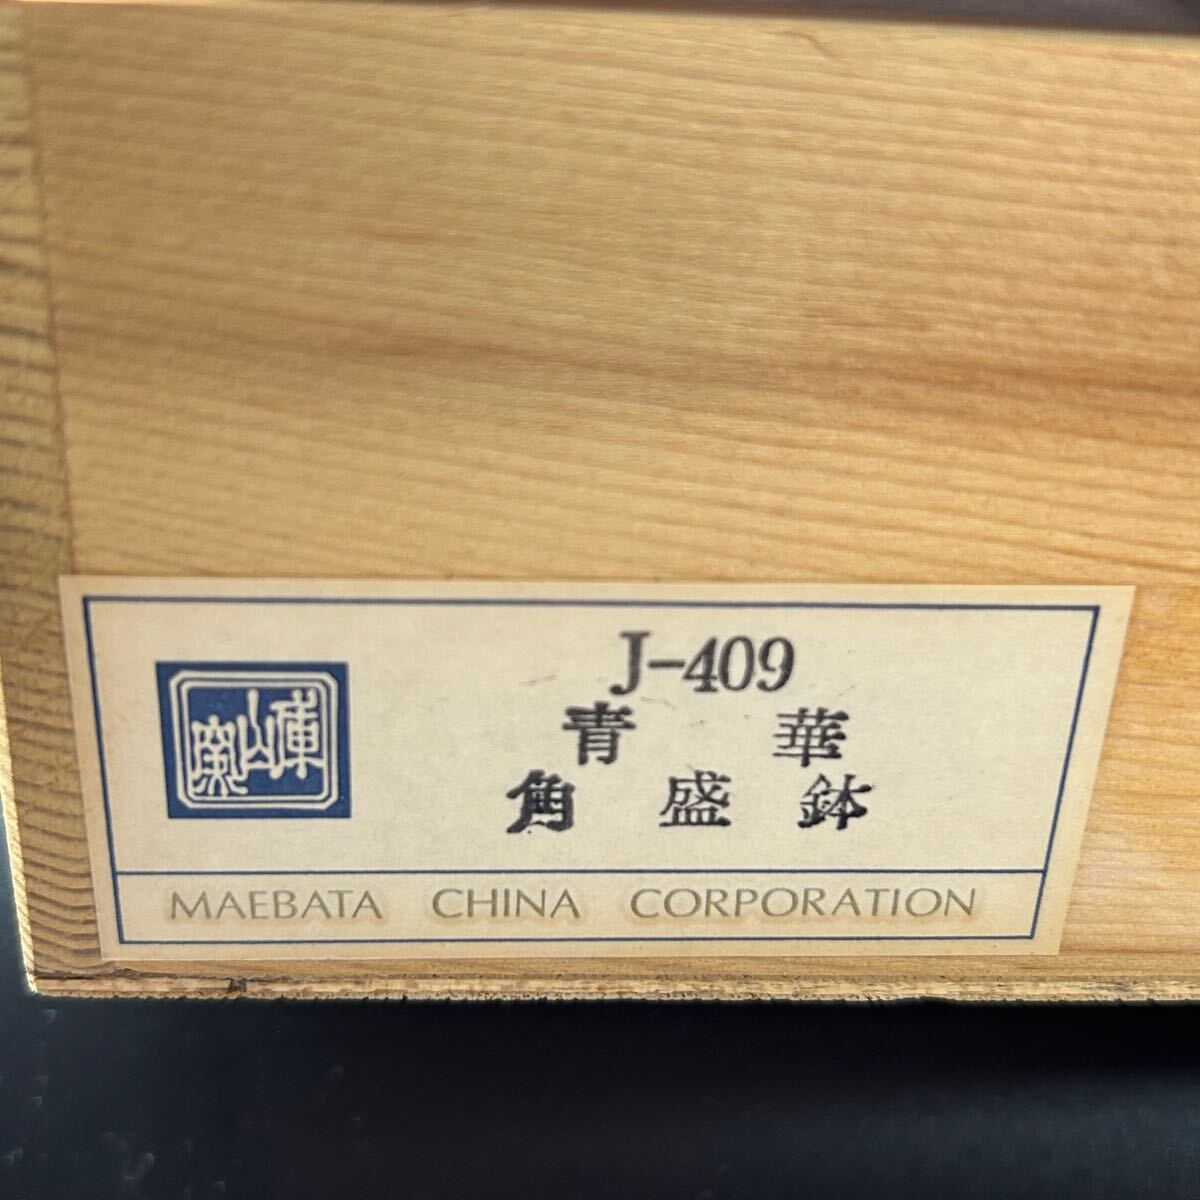 J-409
青 華
角 盛 鉢
MAEBATA CHINA CORPORATION